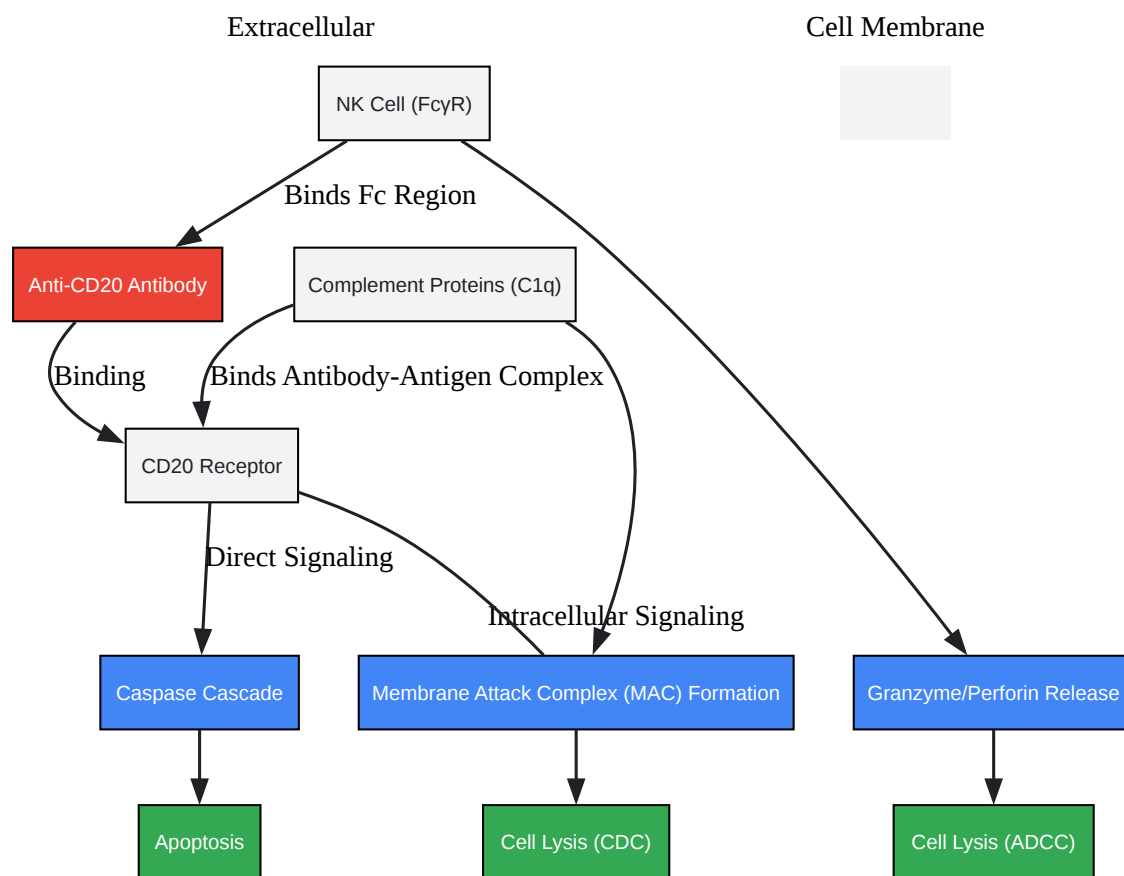 Extracellular
Cell Membrane
NK Cell (FcγR)
Binds Fc Region
Anti-CD20 Antibody
Complement Proteins (C1q)
Binding
Binds Antibody-Antigen Complex
CD20 Receptor
Direct Signaling
Intracellular Signaling
Caspase Cascade
Membrane Attack Complex (MAC) Formation
Granzyme/Perforin Release
Apoptosis
Cell Lysis (CDC)
Cell Lysis (ADCC)